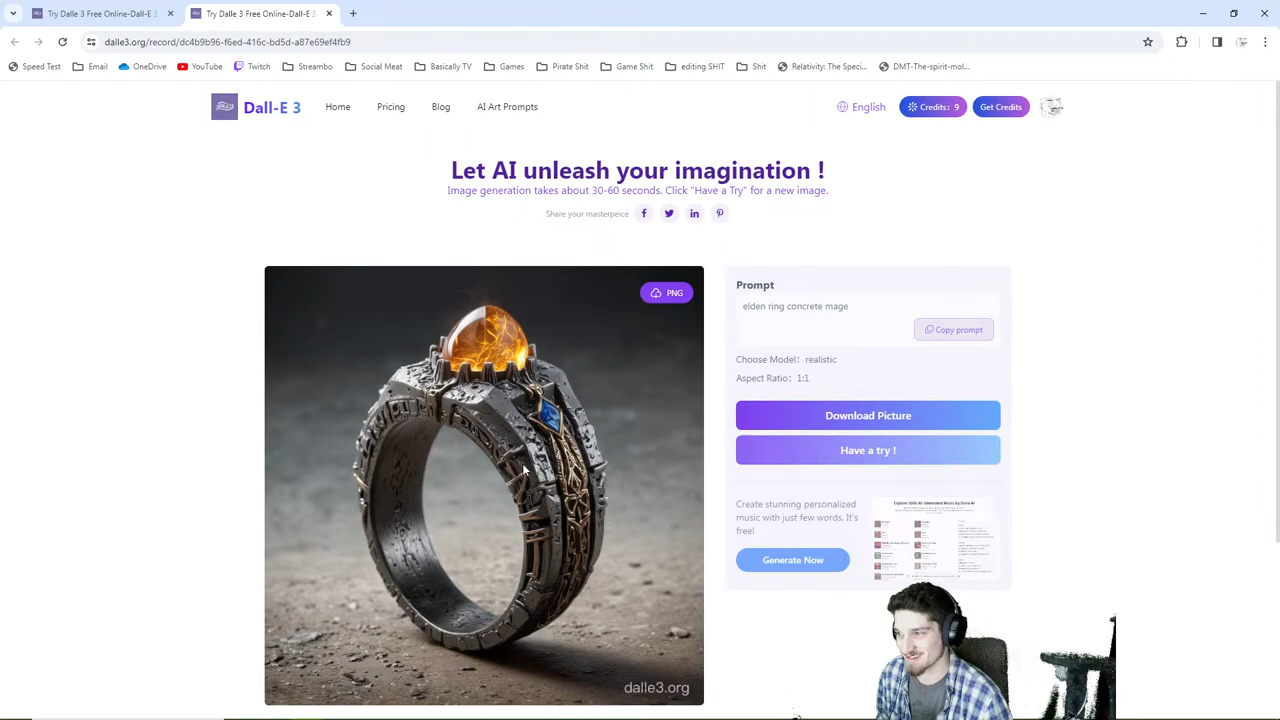 Try Dalle 3 Free Online-Dall-E 3
Try Dalle 3 Free Online-Dall-E 3
dalle3.org/record/dc4b9b96-f6ed-416c-bd5d-a87e69ef4fb9
Speed Test Email OneDrive YouTube Twitch Streambo Social Meat Basically TV Games Pirate Shit Game Shit editing SHIT Shit Relativity: The Speci... DMT-The-spirit-mol...
Dall-E 3 Home Pricing Blog AI Art Prompts English Credits: 9 Get Credits
Let AI unleash your imagination !
Image generation takes about 30-60 seconds. Click "Have a Try" for a new image.
Share your masterpeice
PNG
dalle3.org
Prompt
elden ring concrete mage
Copy prompt
Choose Model: realistic
Aspect Ratio: 1:1
Download Picture
Have a try !
Create stunning personalized
music with just few words. It's
free!
Generate Now